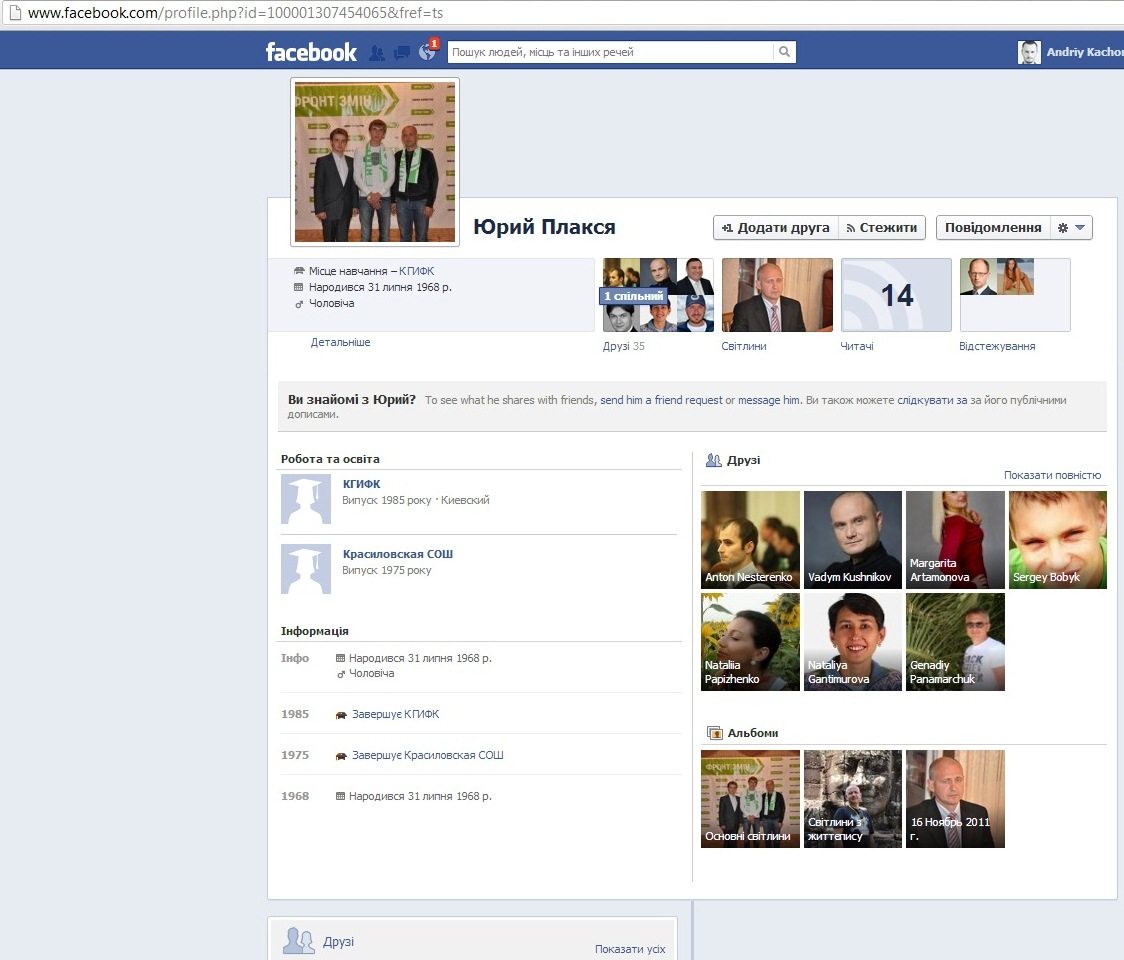 www.facebook.com/profile.php?id=100001307454065&fref=ts
facebook
1
Пошук людей, місць та інших речей
Andriy Kachor
ФРОНТ ЗМІН
Юрий Плакся
+1 Додати друга
Стежити
Повідомлення
Місце навчання – КГИФК
Народився 31 липня 1968 р.
Чоловіча
Детальніше
1 спільний
14
Друзі 35
Світлини
Читачі
Відстежування
Ви знайомі з Юрий? To see what he shares with friends, send him a friend request or message him. Ви також можете слідкувати за за його публічними
дописами.
Робота та освіта
КГИФК
Випуск 1985 року · Киевский
Красиловская СОШ
Випуск 1975 року
Інформація
Інфо
Народився 31 липня 1968 р.
Чоловіча
1985
Завершує КГИФК
1975
Завершує Красиловская СОШ
1968
Народився 31 липня 1968 р.
Друзі
Показати повністю
Anton Nesterenko
Vadym Kushnikov
Margarita
Artamonova
Sergey Bobyk
Nataliia
Papizhenko
Nataliya
Gantimurova
Genadiy
Panamarchuk
Альбоми
ФРОНТ ЗМІН
Основні світлини
Світлини з
життєпису
16 Ноябрь 2011
г.
Друзі
Показати усіх